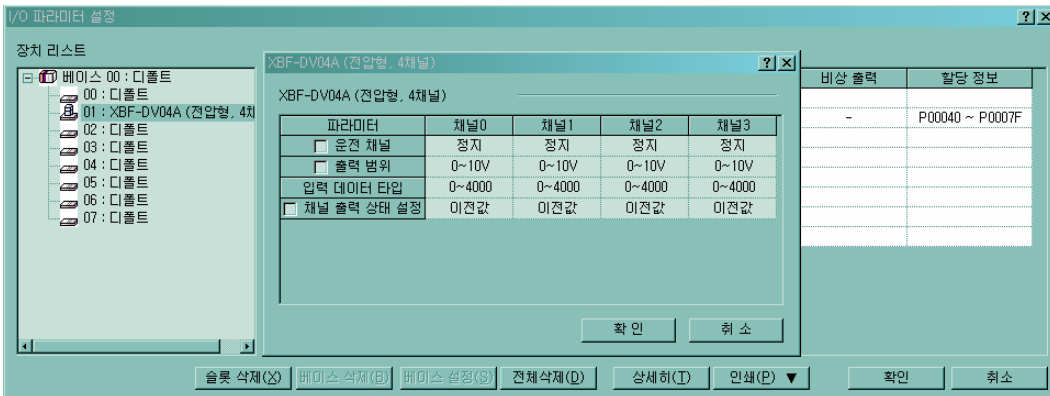 I/O 파라미터 설정
장치 리스트
베이스 00 : 디폴트
00 : 디폴트
01 : XBF-DV04A (전압형, 4채
02 : 디폴트
03 : 디폴트
04 : 디폴트
05 : 디폴트
06 : 디폴트
07 : 디폴트
XBF-DV04A (전압형, 4채널)
XBF-DV04A (전압형, 4채널)
파라미터 채널0 채널1 채널2 채널3
운전 채널 정지 정지 정지 정지
출력 범위 0~10V 0~10V 0~10V 0~10V
입력 데이터 타입 0~4000 0~4000 0~4000 0~4000
채널 출력 상태 설정 이전값 이전값 이전값 이전값
확 인 취 소
비상 출력 할당 정보
- P00040 ~ P0007F
슬롯 삭제(X) 베이스 삭제(B) 베이스 설정(S) 전체삭제(D) 상세히(T) 인쇄(P) ▼ 확인 취소